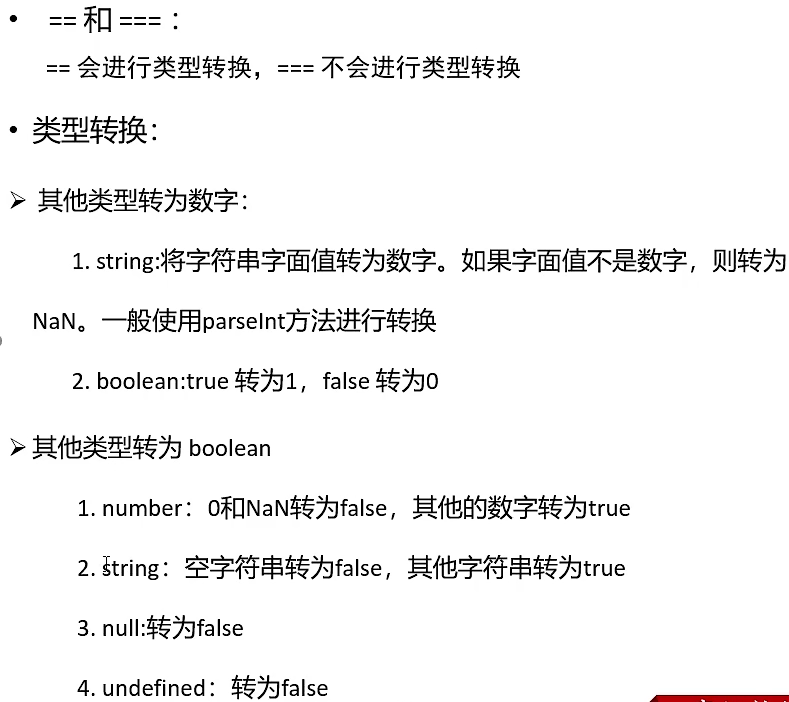 • == 和 === ：
== 会进行类型转换，=== 不会进行类型转换
• 类型转换：
➢ 其他类型转为数字：
1. string:将字符串字面值转为数字。如果字面值不是数字，则转为
NaN。一般使用parseInt方法进行转换
2. boolean:true 转为1，false 转为0
➢ 其他类型转为 boolean
1. number：0和NaN转为false，其他的数字转为true
2. string：空字符串转为false，其他字符串转为true
3. null:转为false
4. undefined：转为false